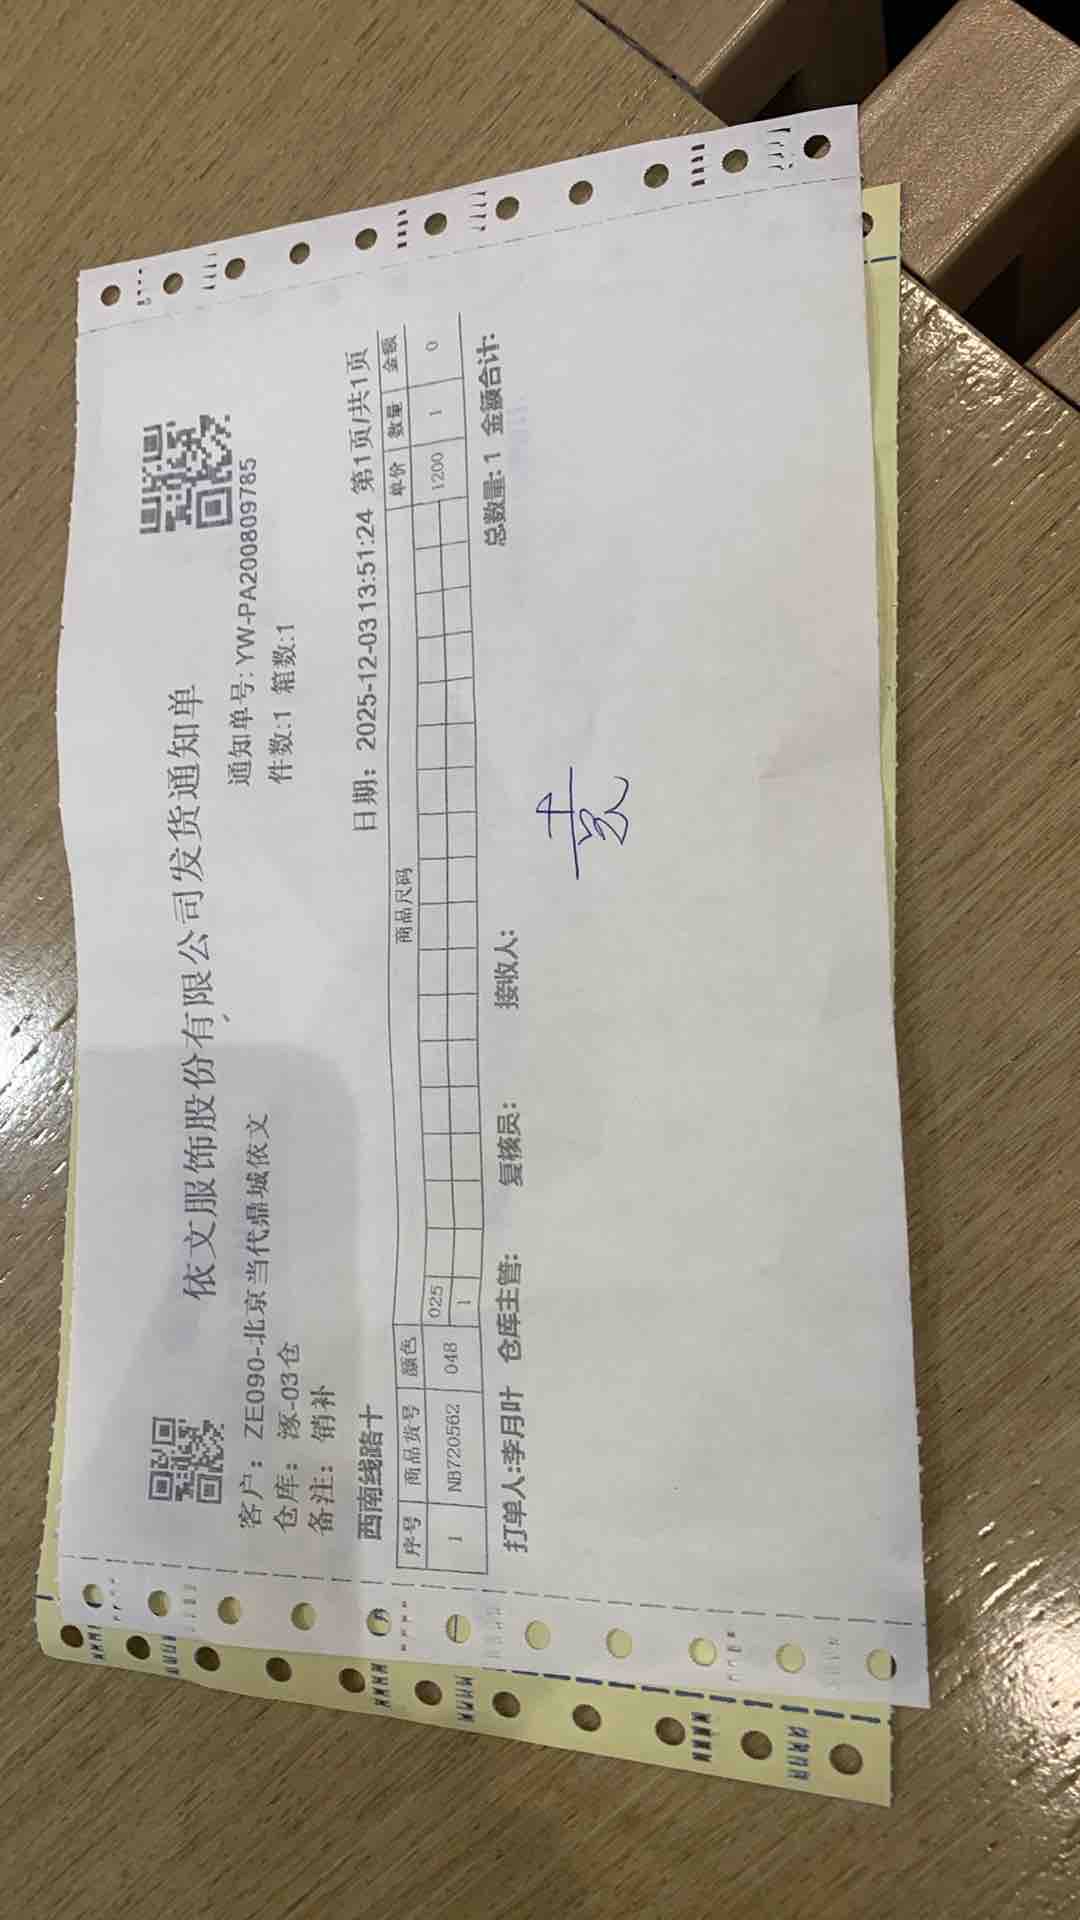 依文服饰股份有限公司发货通知单
客户: ZE090-北京当代鼎城依文
通知单号: YW-PA200809785
仓库: 涿-03仓
件数:1 箱数:1
备注: 销补
西南线路十
日期: 2025-12-03 13:51:24 第1页/共1页
序号 商品货号 颜色 商品尺码 单价 数量 金额
025
1 NB720562 048 1 1200 1 0
打单人:李月叶 仓库主管: 复核员: 接收人: 总数量:1 金额合计: